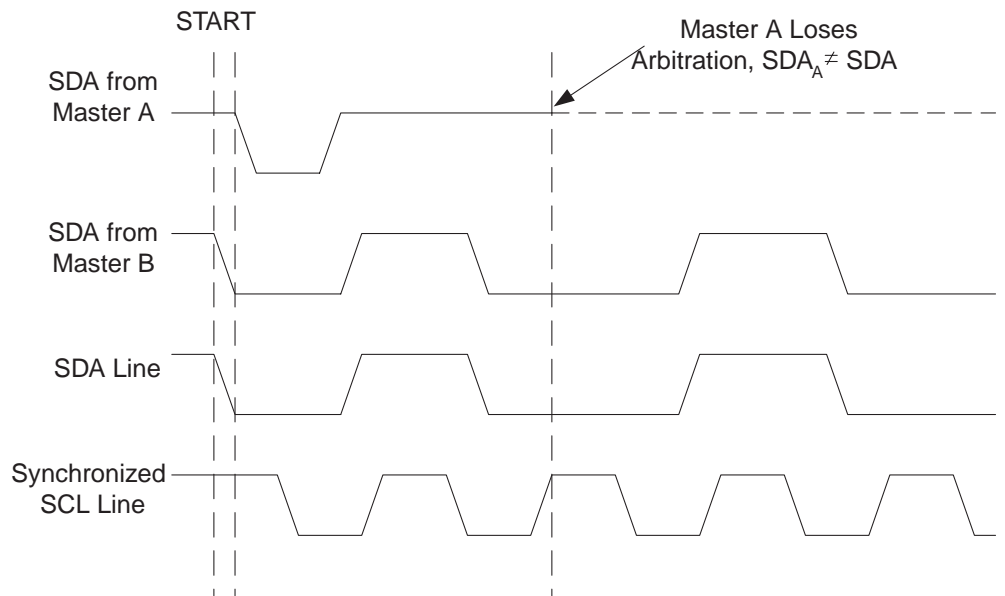 START
Master A Loses
Arbitration, SDA_A ≠ SDA
SDA from
Master A
SDA from
Master B
SDA Line
Synchronized
SCL Line